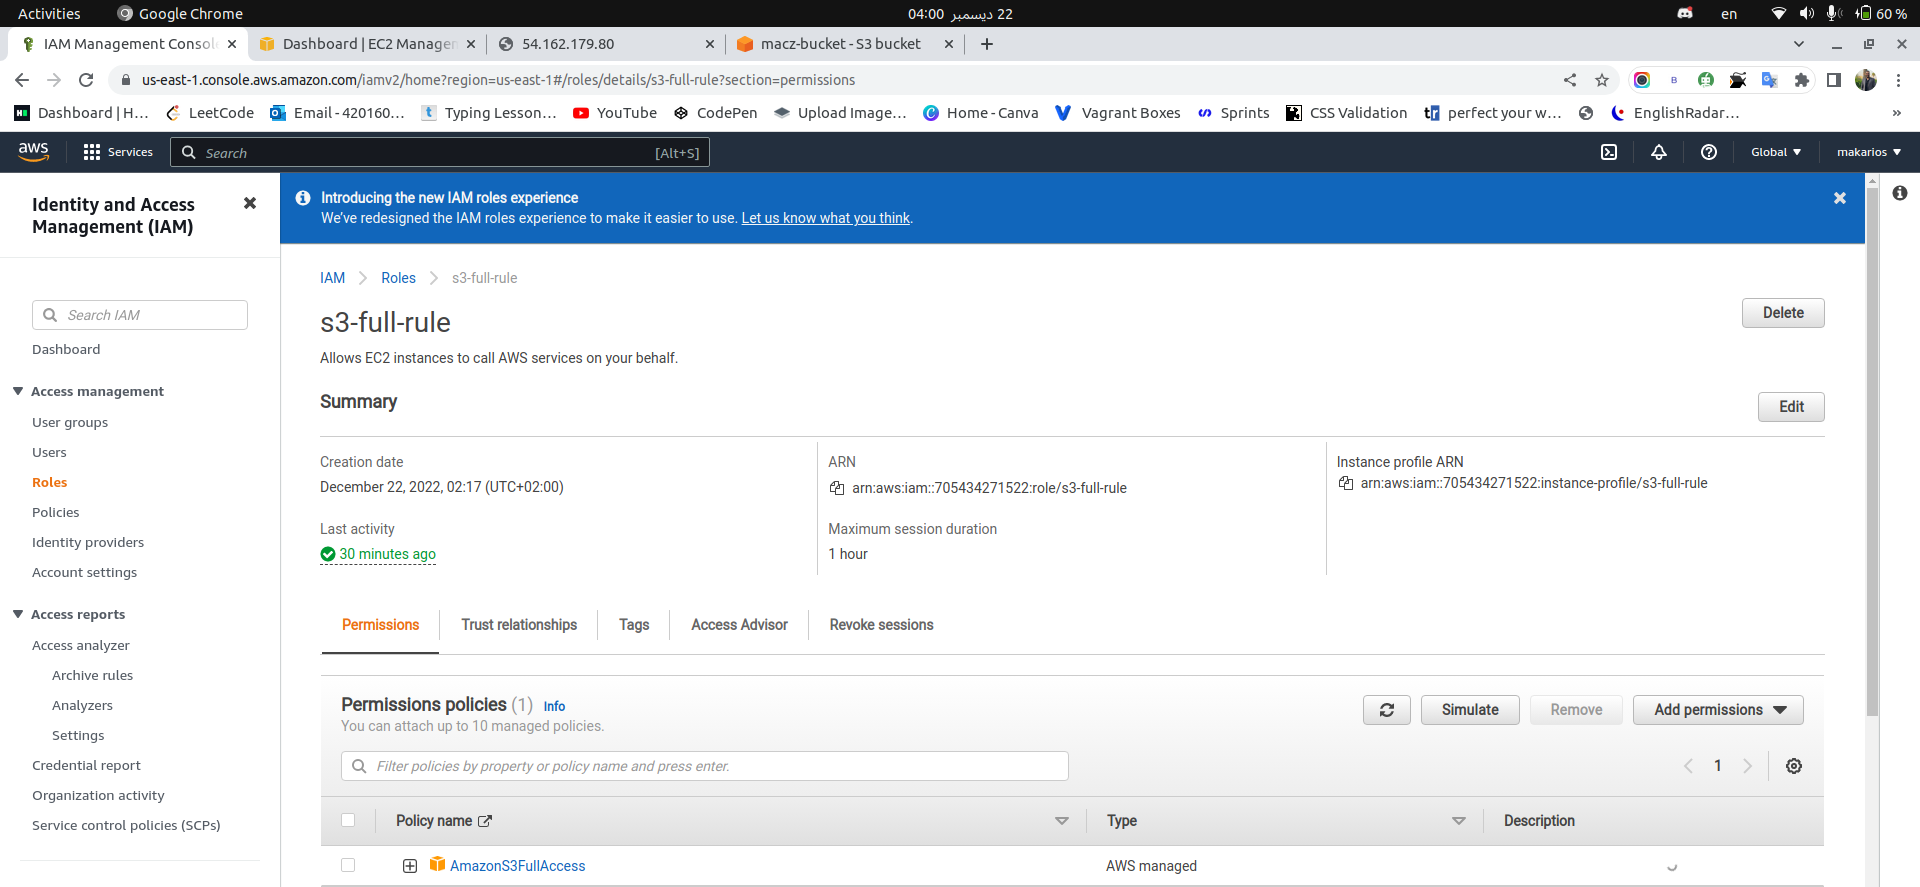 Activities
Google Chrome
04:00 22 ديسمبر
en
60 %
IAM Management Consol
Dashboard | EC2 Manage
54.162.179.80
macz-bucket - S3 bucket
us-east-1.console.aws.amazon.com/iamv2/home?region=us-east-1#/roles/details/s3-full-rule?section=permissions
Dashboard | H...
LeetCode
Email - 420160...
Typing Lesson...
YouTube
CodePen
Upload Image...
Home - Canva
Vagrant Boxes
Sprints
CSS Validation
perfect your w...
EnglishRadar...
»
aws
Services
Search
[Alt+S]
Global
makarios
Identity and Access
Management (IAM)
Search IAM
Dashboard
Access management
User groups
Users
Roles
Policies
Identity providers
Account settings
Access reports
Access analyzer
Archive rules
Analyzers
Settings
Credential report
Organization activity
Service control policies (SCPs)
Introducing the new IAM roles experience
We've redesigned the IAM roles experience to make it easier to use. Let us know what you think.
IAM
Roles
s3-full-rule
s3-full-rule
Delete
Allows EC2 instances to call AWS services on your behalf.
Summary
Edit
Creation date
December 22, 2022, 02:17 (UTC+02:00)
Last activity
30 minutes ago
ARN
arn:aws:iam::705434271522:role/s3-full-rule
Maximum session duration
1 hour
Instance profile ARN
arn:aws:iam::705434271522:instance-profile/s3-full-rule
Permissions
Trust relationships
Tags
Access Advisor
Revoke sessions
Permissions policies (1) Info
You can attach up to 10 managed policies.
Simulate
Remove
Add permissions
Filter policies by property or policy name and press enter.
1
Policy name
Type
Description
AmazonS3FullAccess
AWS managed